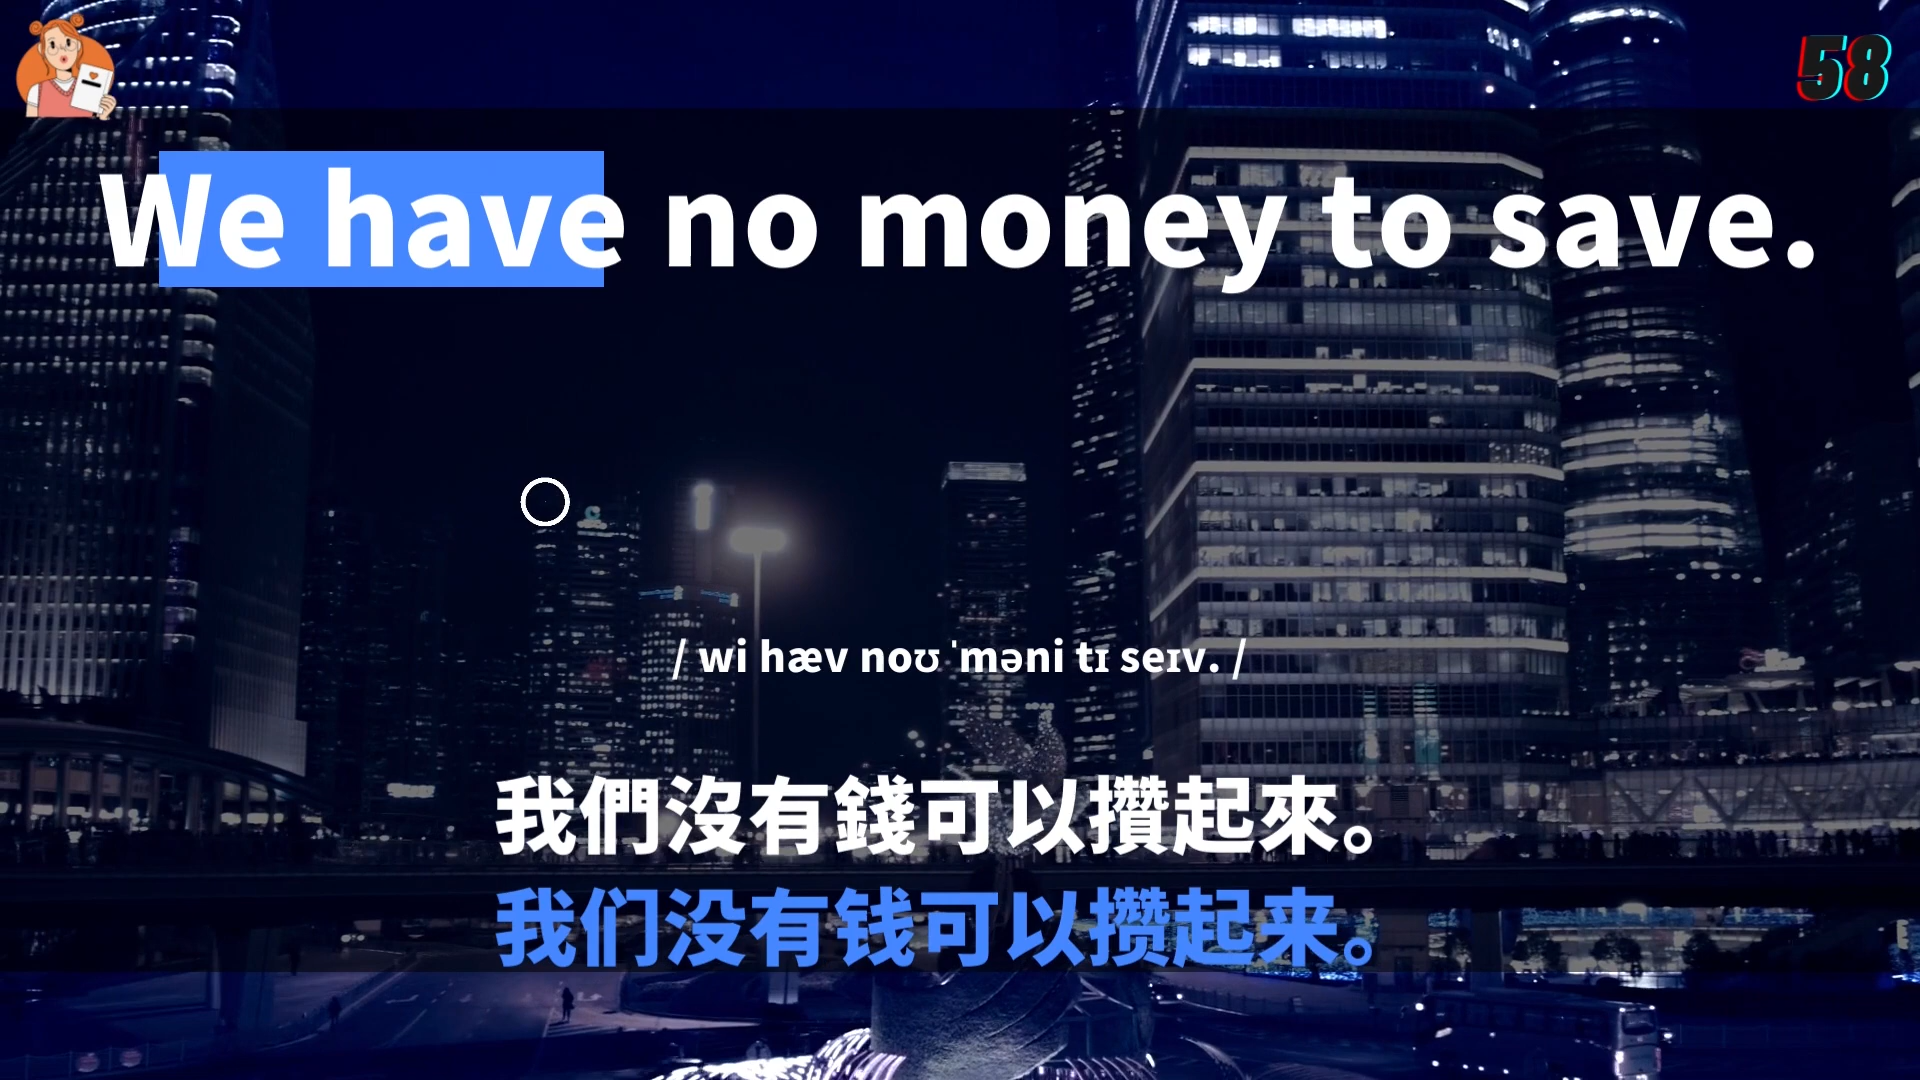 58
We have no money to save.
/ wi hæv noʊ ˈməni tɪ seɪv. /
我們沒有錢可以攢起來。
我们没有钱可以攒起来。